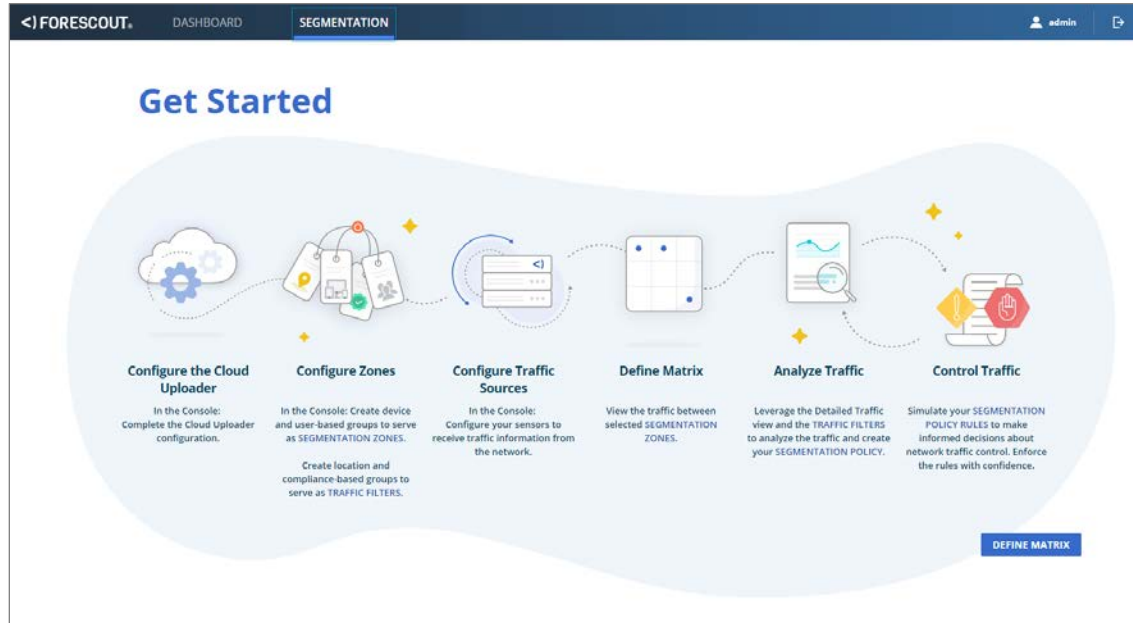 <) FORESCOUT.
DASHBOARD
SEGMENTATION
admin
Get Started
<)
Configure the Cloud
Uploader
In the Console:
Complete the Cloud Uploader
configuration.
Configure Zones
In the Console: Create device
and user-based groups to serve
as SEGMENTATION ZONES.
Create location and
compliance-based groups to
serve as TRAFFIC FILTERS.
Configure Traffic
Sources
In the Console:
Configure your sensors to
receive traffic information from
the network.
Define Matrix
View the traffic between
selected SEGMENTATION
ZONES.
Analyze Traffic
Leverage the Detailed Traffic
view and the TRAFFIC FILTERS
to analyze the traffic and create
your SEGMENTATION POLICY.
Control Traffic
Simulate your SEGMENTATION
POLICY RULES to make
informed decisions about
network traffic control. Enforce
the rules with confidence.
DEFINE MATRIX